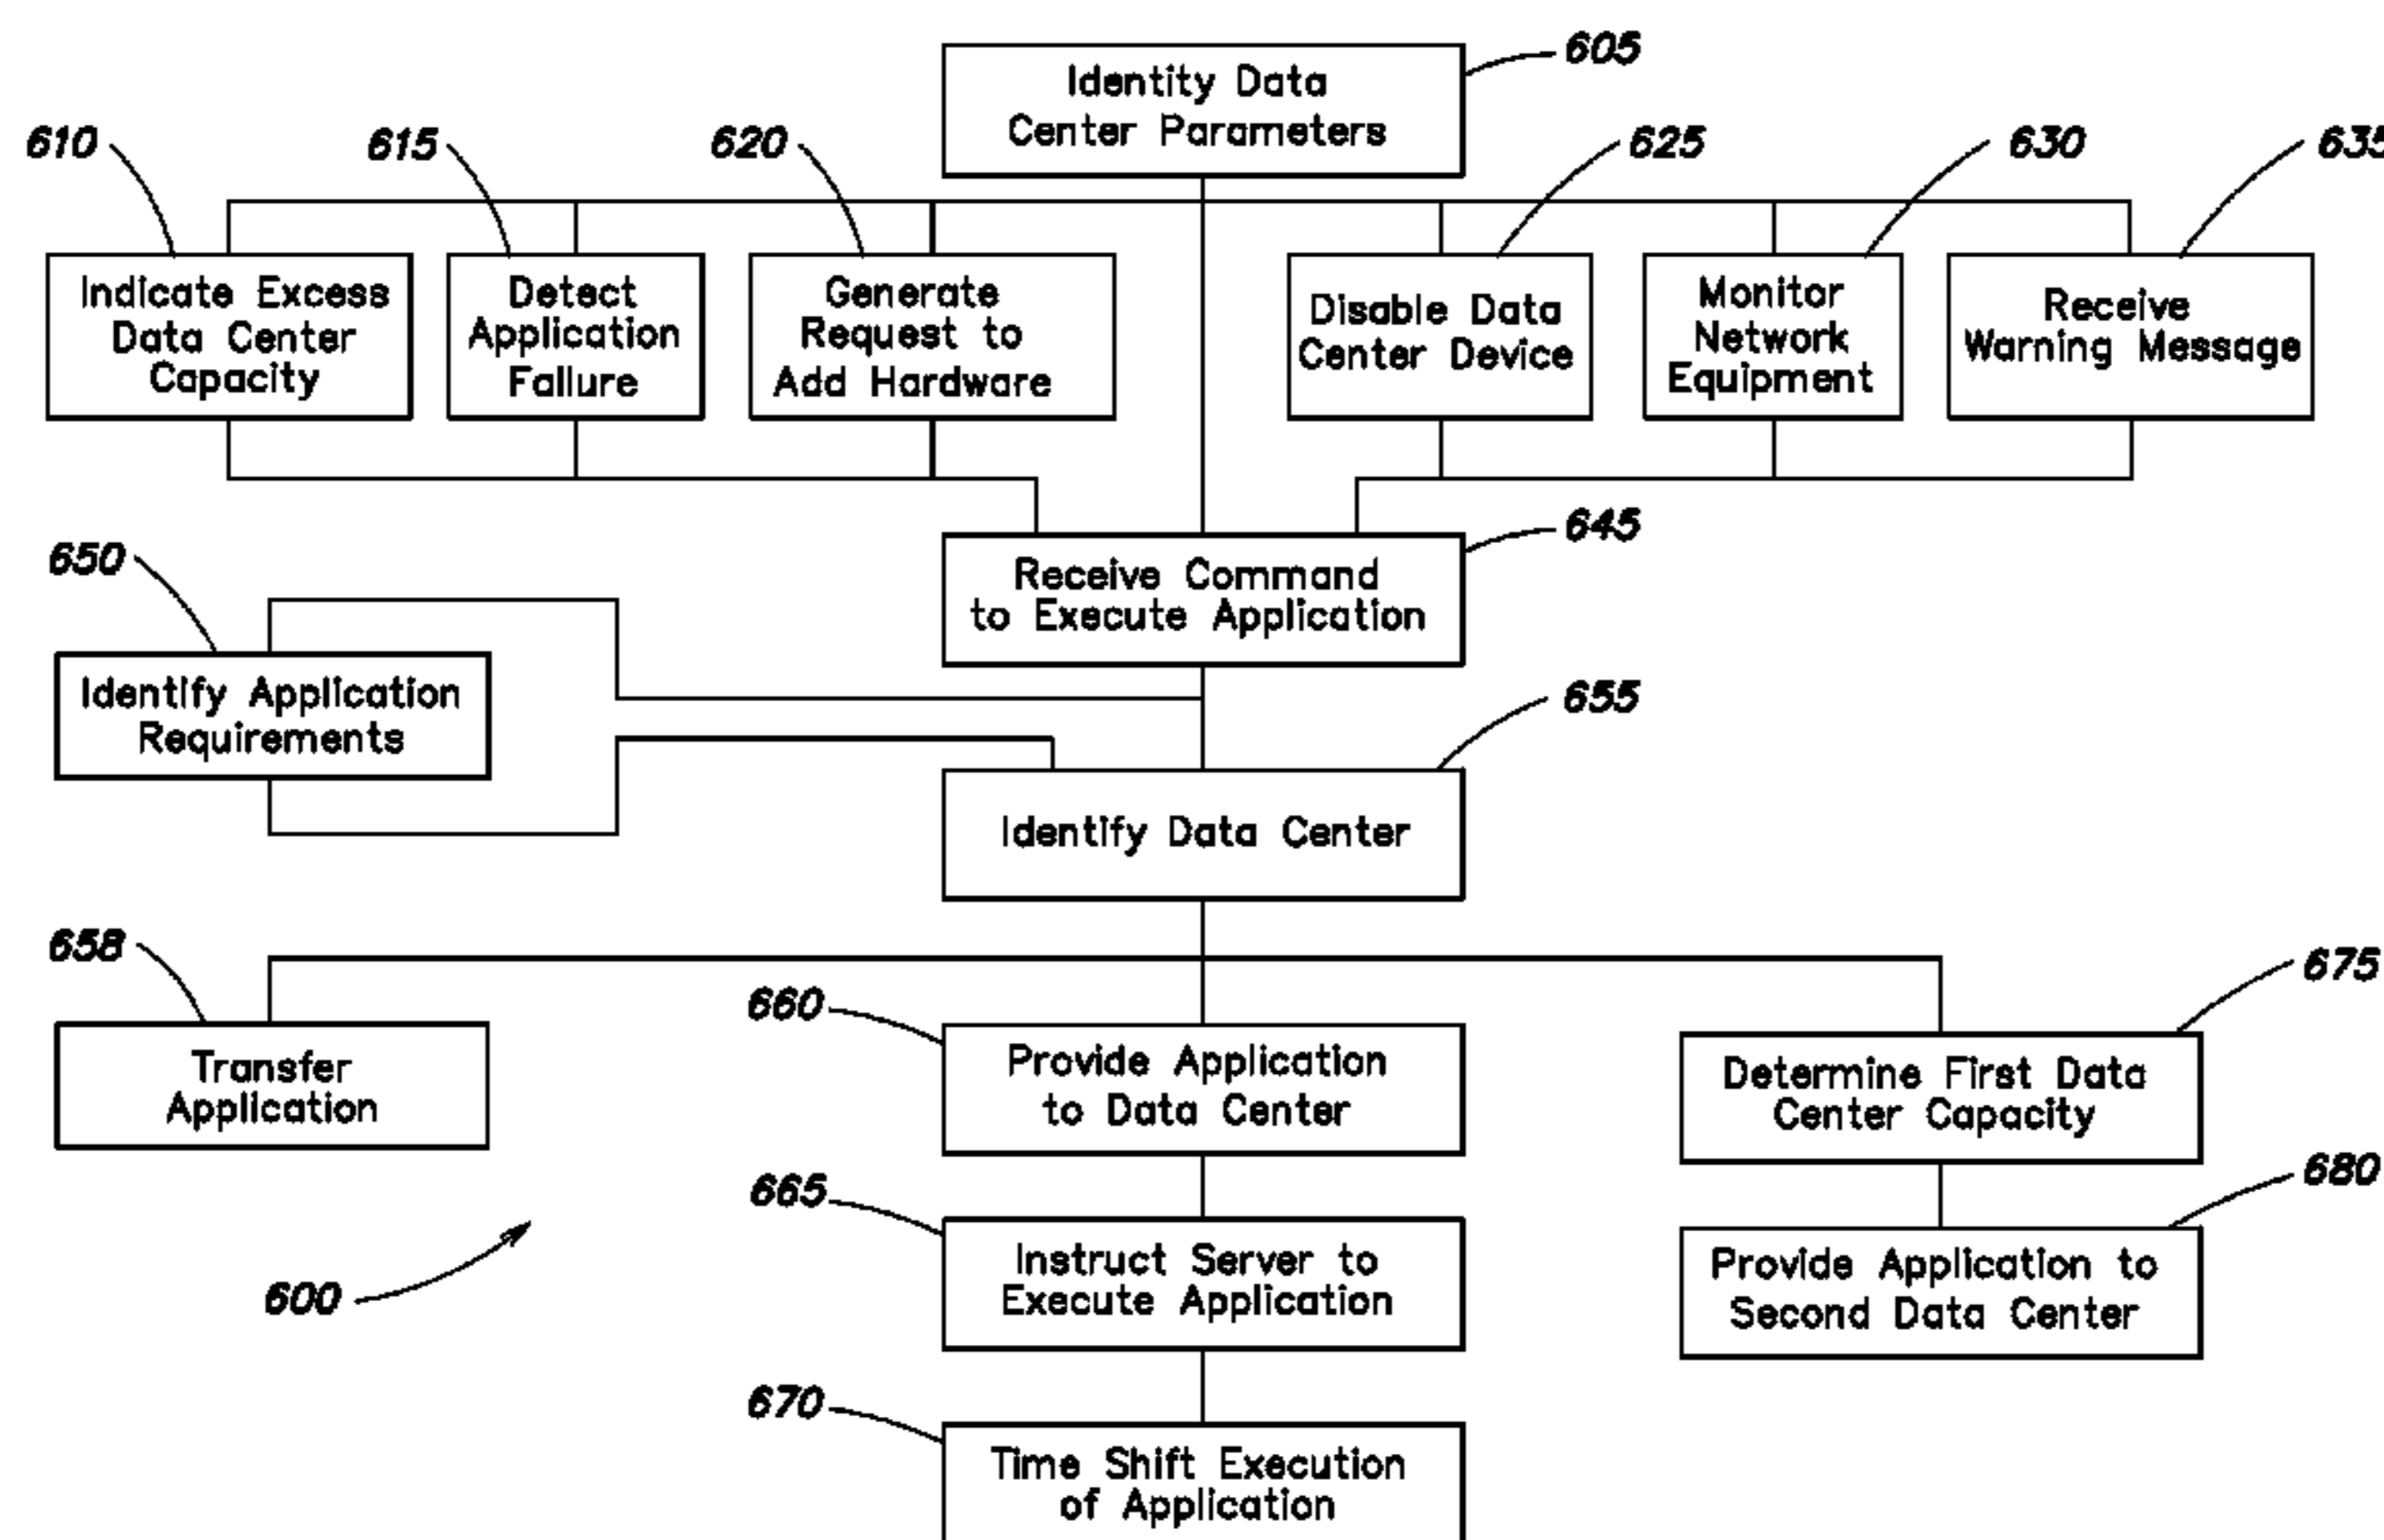 605
Identity Data
Center Parameters
610
615
620
625
630
635
Indicate Excess
Data Center
Capacity
Detect
Application
Failure
Generate
Request to
Add Hardware
Disable Data
Center Device
Monitor
Network
Equipment
Receive
Warning Message
645
Receive Command
to Execute Application
650
Identify Application
Requirements
655
Identify Data Center
658
Transfer
Application
660
Provide Application
to Data Center
675
Determine First Data
Center Capacity
665
Instruct Server to
Execute Application
680
Provide Application to
Second Data Center
600
670
Time Shift Execution
of Application